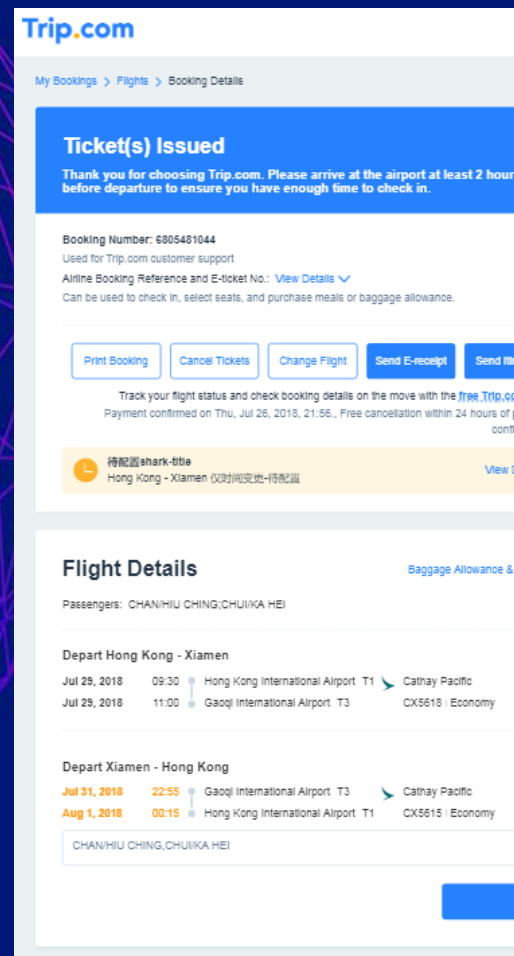 Trip.com
My Bookings > Flights > Booking Details
Ticket(s) Issued
Thank you for choosing Trip.com. Please arrive at the airport at least 2 hour
before departure to ensure you have enough time to check in.
Booking Number: 6805481044
Used for Trip.com customer support
Airline Booking Reference and E-ticket No.: View Details
Can be used to check in, select seats, and purchase meals or baggage allowance.
Print Booking Cancel Tickets Change Flight Send E-receipt Send Iti
Track your flight status and check booking details on the move with the free Trip.co
Payment confirmed on Thu, Jul 26, 2018, 21:56., Free cancellation within 24 hours of p
confi
待配置shark-title
Hong Kong - Xiamen 仅时间变更-待配置 View D
Flight Details Baggage Allowance &
Passengers: CHAN/HIU CHING;CHUI/KA HEI
Depart Hong Kong - Xiamen
Jul 29, 2018 09:30 Hong Kong International Airport T1 Cathay Pacific
Jul 29, 2018 11:00 Gaoqi International Airport T3 CX5618 | Economy
Depart Xiamen - Hong Kong
Jul 31, 2018 22:55 Gaoqi International Airport T3 Cathay Pacific
Aug 1, 2018 00:15 Hong Kong International Airport T1 CX5615 | Economy
CHAN/HIU CHING,CHUI/KA HEI